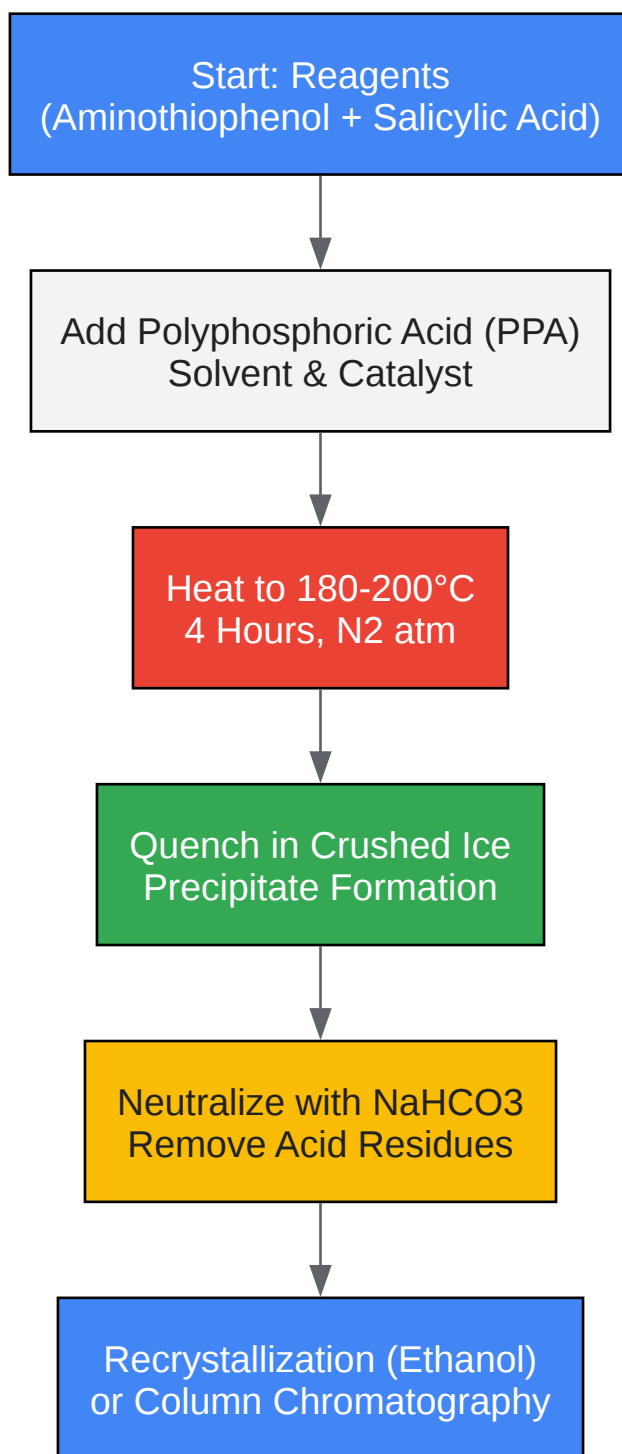 Start: Reagents
(Aminothiophenol + Salicylic Acid)
Add Polyphosphoric Acid (PPA)
Solvent & Catalyst
Heat to 180-200°C
4 Hours, N2 atm
Quench in Crushed Ice
Precipitate Formation
Neutralize with NaHCO3
Remove Acid Residues
Recrystallization (Ethanol)
or Column Chromatography